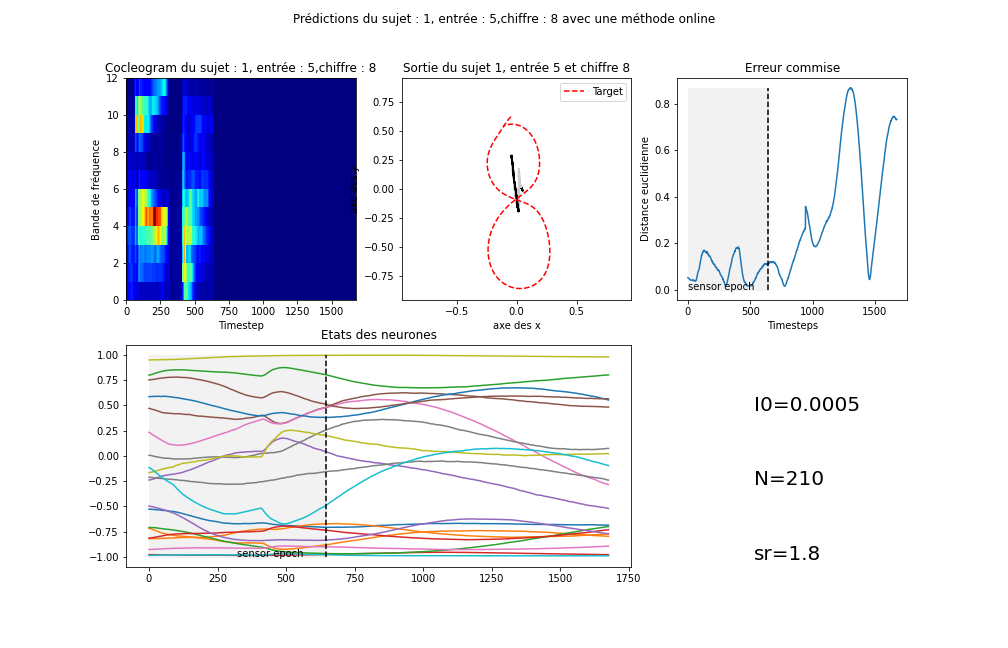 Prédictions du sujet : 1, entrée : 5,chiffre : 8 avec une méthode online
Cocleogram du sujet : 1, entrée : 5,chiffre : 8
Bande de fréquence
12
10
8
6
4
2
0
0 250 500 750 1000 1250 1500
Timestep
Sortie du sujet 1, entrée 5 et chiffre 8
Target
0.75
0.50
0.25
0.00
−0.25
−0.50
−0.75
−0.5 0.0 0.5
axe des x
Erreur commise
Distance euclidienne
0.8
0.6
0.4
0.2
0.0
sensor epoch
0 500 1000 1500
Timesteps
Etats des neurones
1.00
0.75
0.50
0.25
0.00
−0.25
−0.50
−0.75
−1.00
sensor epoch
0 250 500 750 1000 1250 1500 1750
I0=0.0005
N=210
sr=1.8